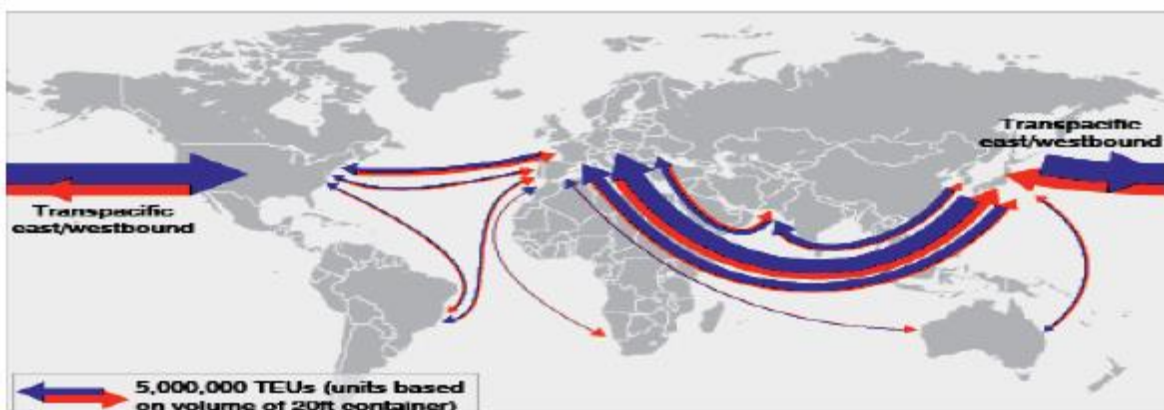 Transpacific
east/westbound
Transpacific
east/westbound
5,000,000 TEUs (units based
on volume of 20ft container)